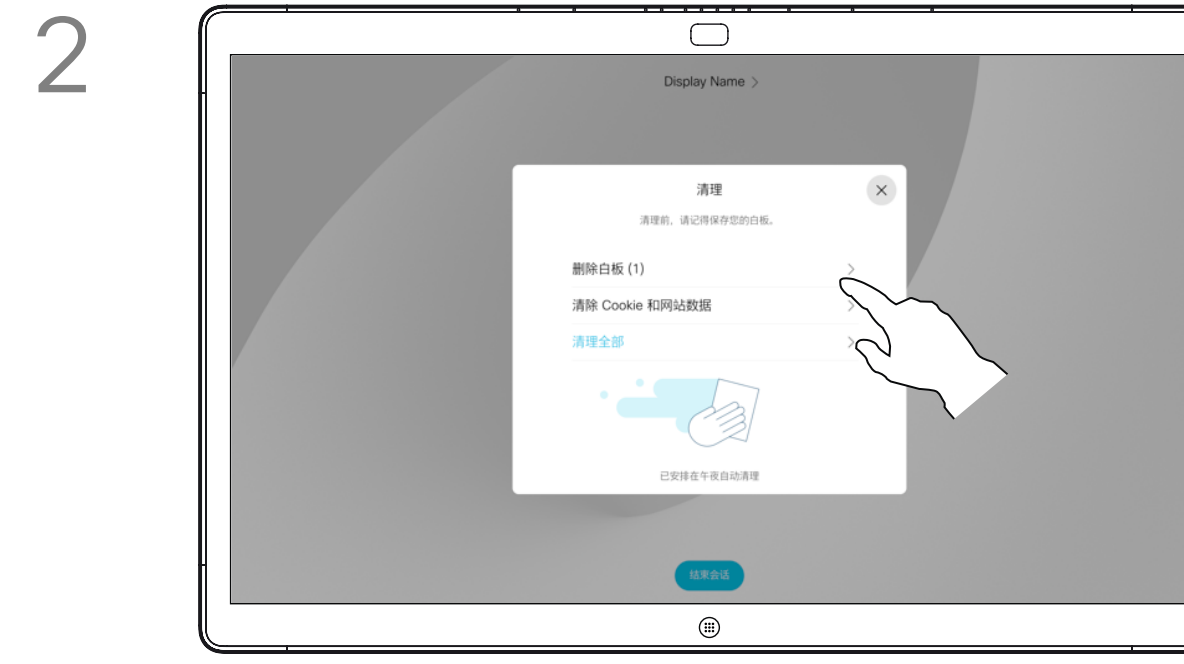 2
Display Name >
清理
清理前，请记得保存您的白板。
删除白板 (1)
清除 Cookie 和网站数据
清理全部
已安排在午夜自动清理
结束会话